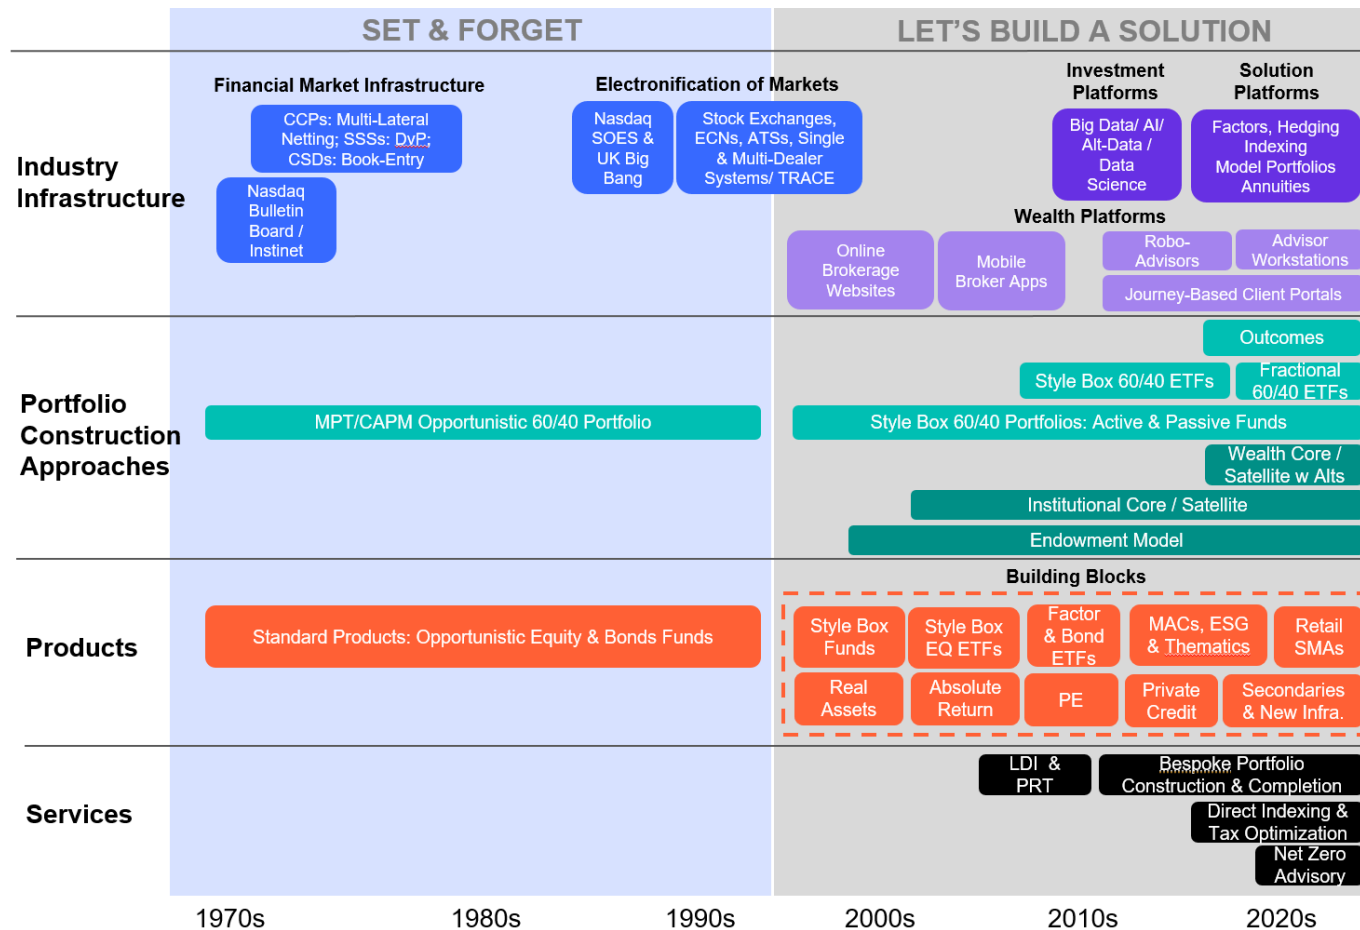 SET & FORGET
LET'S BUILD A SOLUTION
Industry
Infrastructure
Financial Market Infrastructure
CCPs: Multi-Lateral
Netting; SSSs: DvP;
CSDs: Book-Entry
Nasdaq
Bulletin
Board /
Instinet
Electronification of Markets
Nasdaq
SOES &
UK Big
Bang
Stock Exchanges,
ECNs, ATSs, Single
& Multi-Dealer
Systems/ TRACE
Investment
Platforms
Big Data/ AI/
Alt-Data /
Data
Science
Solution
Platforms
Factors, Hedging
Indexing
Model Portfolios
Annuities
Wealth Platforms
Online
Brokerage
Websites
Mobile
Broker Apps
Robo-
Advisors
Advisor
Workstations
Journey-Based Client Portals
Portfolio
Construction
Approaches
Outcomes
Style Box 60/40 ETFs
Fractional
60/40 ETFs
MPT/CAPM Opportunistic 60/40 Portfolio
Style Box 60/40 Portfolios: Active & Passive Funds
Wealth Core /
Satellite w Alts
Institutional Core / Satellite
Endowment Model
Products
Building Blocks
Standard Products: Opportunistic Equity & Bonds Funds
Style Box
Funds
Style Box
EQ ETFs
Factor
& Bond
ETFs
MACs, ESG
& Thematics
Retail
SMAs
Real
Assets
Absolute
Return
PE
Private
Credit
Secondaries
& New Infra.
Services
LDI &
PRT
Bespoke Portfolio
Construction & Completion
Direct Indexing &
Tax Optimization
Net Zero
Advisory
1970s
1980s
1990s
2000s
2010s
2020s